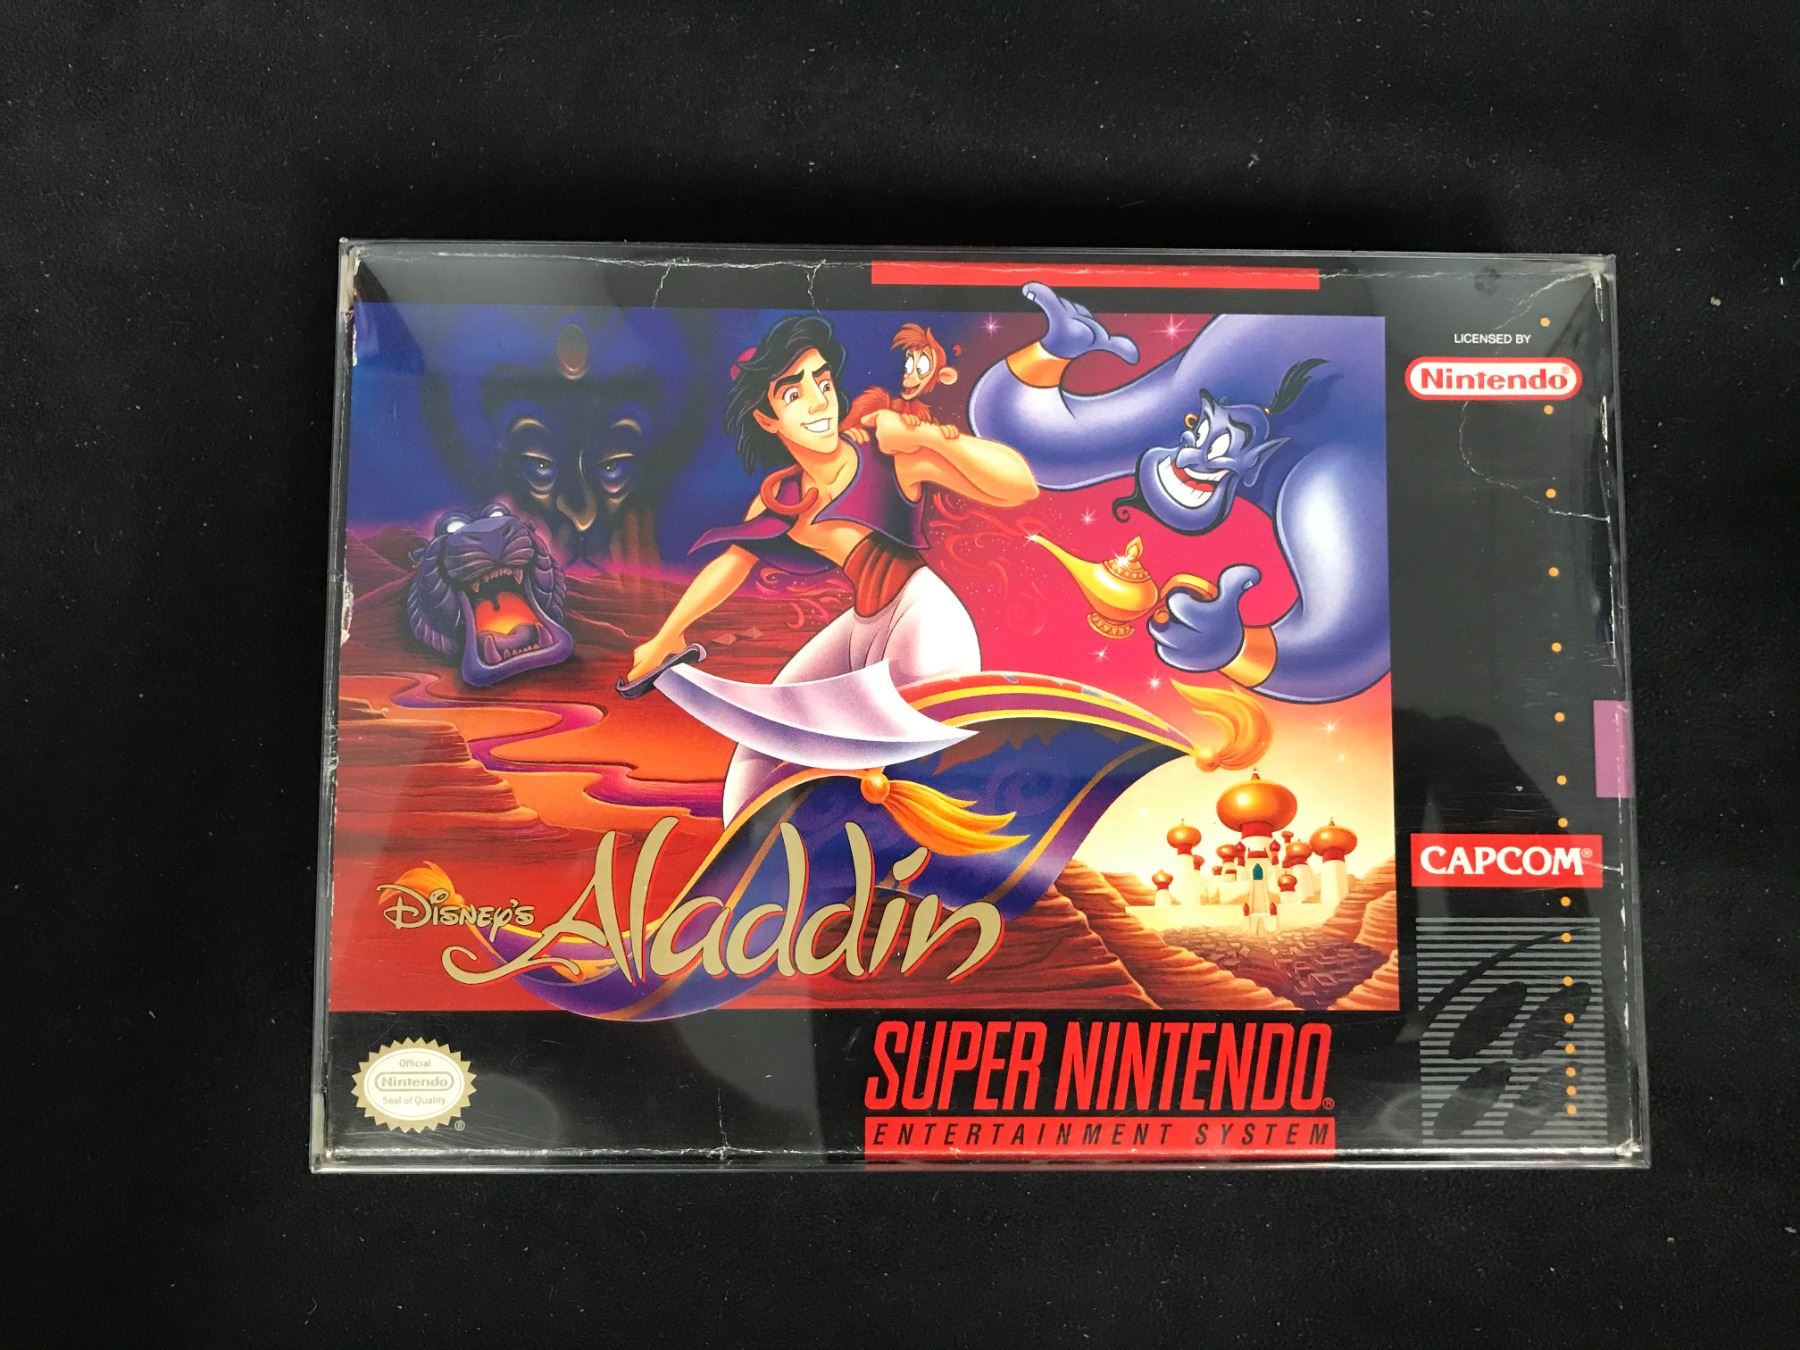 LICENSED BY
Nintendo®
CAPCOM®
DISNEY'S Aladdin
Official
Nintendo
Seal of Quality
®
SUPER NINTENDO®
ENTERTAINMENT SYSTEM